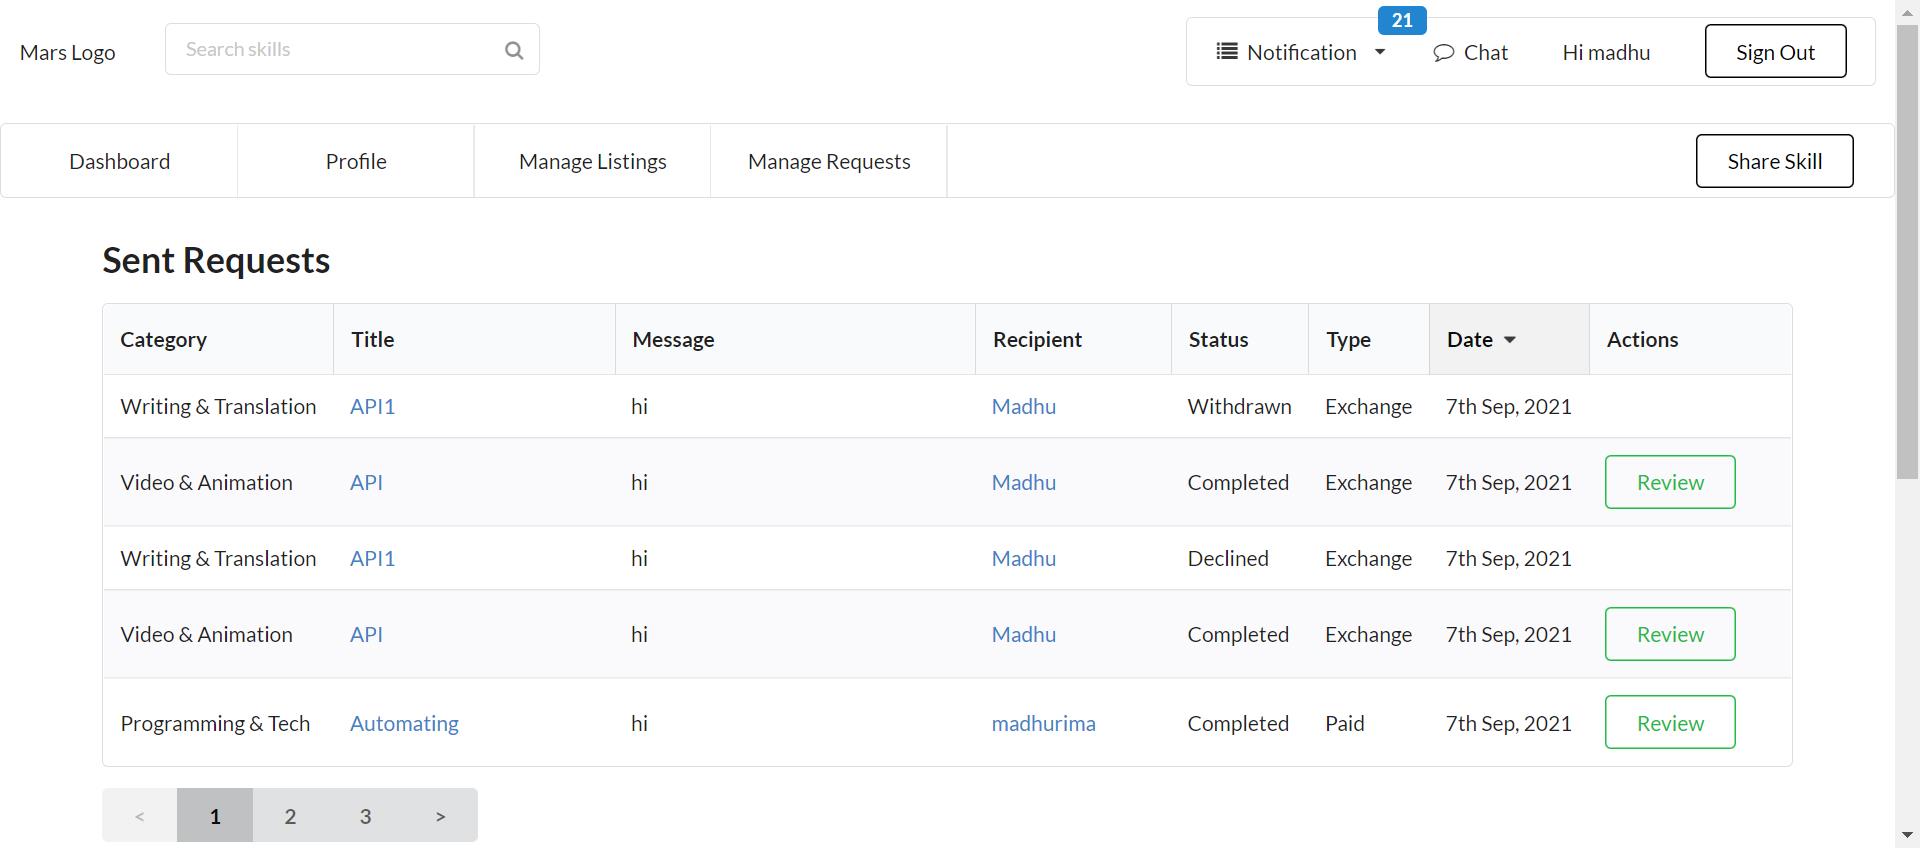 Mars Logo
Search skills
21
Notification
Chat
Hi madhu
Sign Out
Dashboard
Profile
Manage Listings
Manage Requests
Share Skill
Sent Requests
Category Title Message Recipient Status Type Date Actions
Writing & Translation API1 hi Madhu Withdrawn Exchange 7th Sep, 2021
Video & Animation API hi Madhu Completed Exchange 7th Sep, 2021 Review
Writing & Translation API1 hi Madhu Declined Exchange 7th Sep, 2021
Video & Animation API hi Madhu Completed Exchange 7th Sep, 2021 Review
Programming & Tech Automating hi madhurima Completed Paid 7th Sep, 2021 Review
< 1 2 3 >